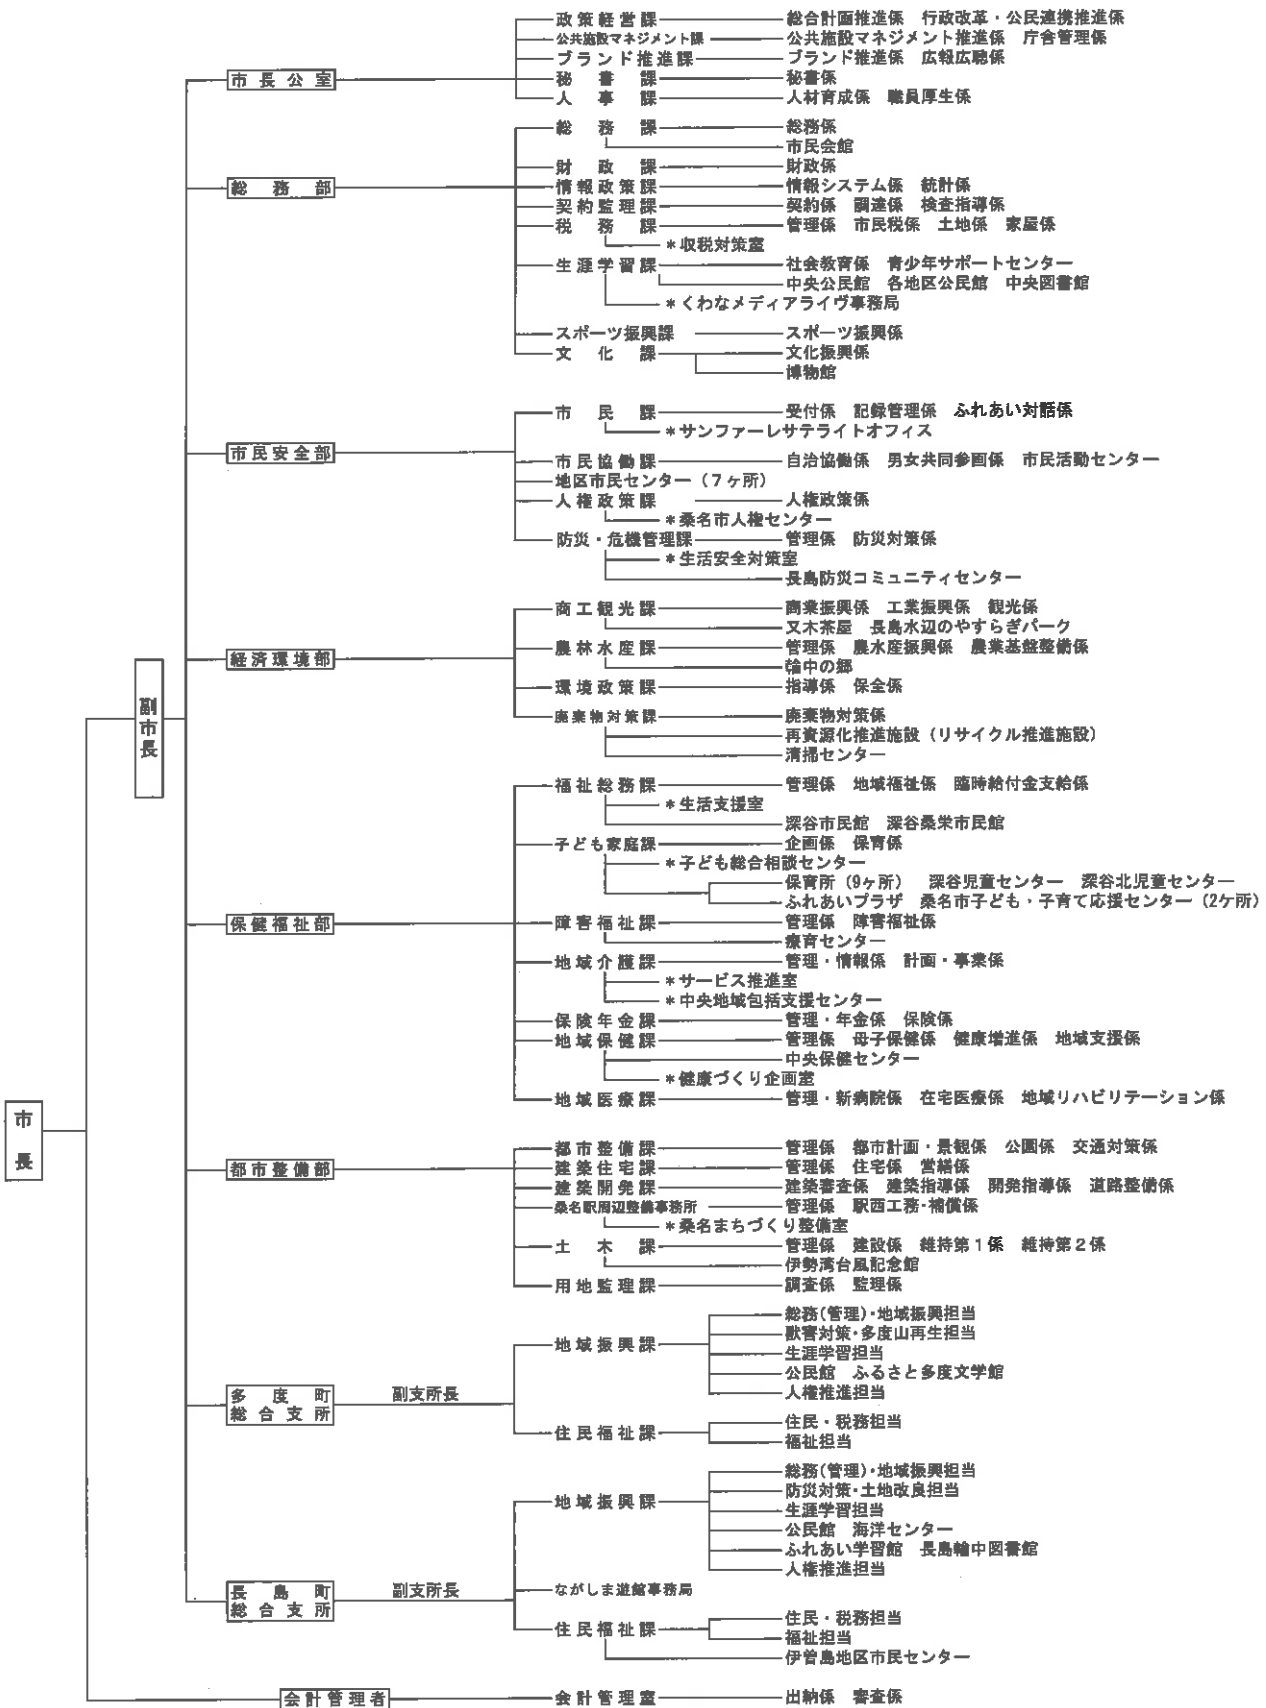 政策経営課 総合計画推進係 行政改革・公民連携推進係
公共施設マネジメント課 公共施設マネジメント推進係 庁舎管理係
ブランド推進課 ブランド推進係 広報広聴係
市長公室 秘書課 秘書係
人事課 人材育成係 職員厚生係
総務課 総務係
市民会館
財政課 財政係
総務部 情報政策課 情報システム係 統計係
契約監理課 契約係 調達係 検査指導係
税務課 管理係 市民税係 土地係 家屋係
*収税対策室
生涯学習課 社会教育係 青少年サポートセンター
中央公民館 各地区公民館 中央図書館
*くわなメディアライヴ事務局
スポーツ振興課 スポーツ振興係
文化課 文化振興係
博物館
市民課 受付係 記録管理係 ふれあい対話係
*サンファーレサテライトオフィス
市民安全部
市民協働課 自治協働係 男女共同参画係 市民活動センター
地区市民センター(7ヶ所)
人権政策課 人権政策係
*桑名市人権センター
防災・危機管理課 管理係 防災対策係
*生活安全対策室
長島防災コミュニティセンター
商工観光課 商業振興係 工業振興係 観光係
又木茶屋 長島水辺のやすらぎパーク
農林水産課 管理係 農水産振興係 農業基盤整備係
経済環境部
輪中の郷
環境政策課 指導係 保全係
副市長
廃棄物対策課 廃棄物対策係
再資源化推進施設(リサイクル推進施設)
清掃センター
福祉総務課 管理係 地域福祉係 臨時給付金支給係
*生活支援室
深谷市民館 深谷桑栄市民館
子ども家庭課 企画係 保育係
*子ども総合相談センター
保育所(9ヶ所) 深谷児童センター 深谷北児童センター
ふれあいプラザ 桑名市子ども・子育て応援センター(2ケ所)
保健福祉部 障害福祉課 管理係 障害福祉係
療育センター
地域介護課 管理・情報係 計画・事業係
*サービス推進室
*中央地域包括支援センター
保険年金課 管理・年金係 保険係
地域保健課 管理係 母子保健係 健康増進係 地域支援係
中央保健センター
*健康づくり企画室
地域医療課 管理・新病院係 在宅医療係 地域リハビリテーション係
市長
都市整備課 管理係 都市計画・景観係 公園係 交通対策係
都市整備部 建築住宅課 管理係 住宅係 営繕係
建築開発課 建築審査係 建築指導係 開発指導係 道路整備係
桑名駅周辺整備事務所 管理係 駅西工務・補償係
*桑名まちづくり整備室
土木課 管理係 建設係 維持第1係 維持第2係
伊勢湾台風記念館
用地監理課 調査係 監理係
総務(管理)・地域振興担当
獣害対策・多度山再生担当
地域振興課
生涯学習担当
公民館 ふるさと多度文学館
人権推進担当
多度町総合支所 副支所長
住民・税務担当
住民福祉課
福祉担当
総務(管理)・地域振興担当
防災対策・土地改良担当
地域振興課
生涯学習担当
公民館 海洋センター
ふれあい学習館 長島輪中図書館
人権推進担当
長島町総合支所 副支所長 ながしま遊館事務局
住民・税務担当
住民福祉課
福祉担当
伊曽島地区市民センター
会計管理者 会計管理室 出納係 審査係